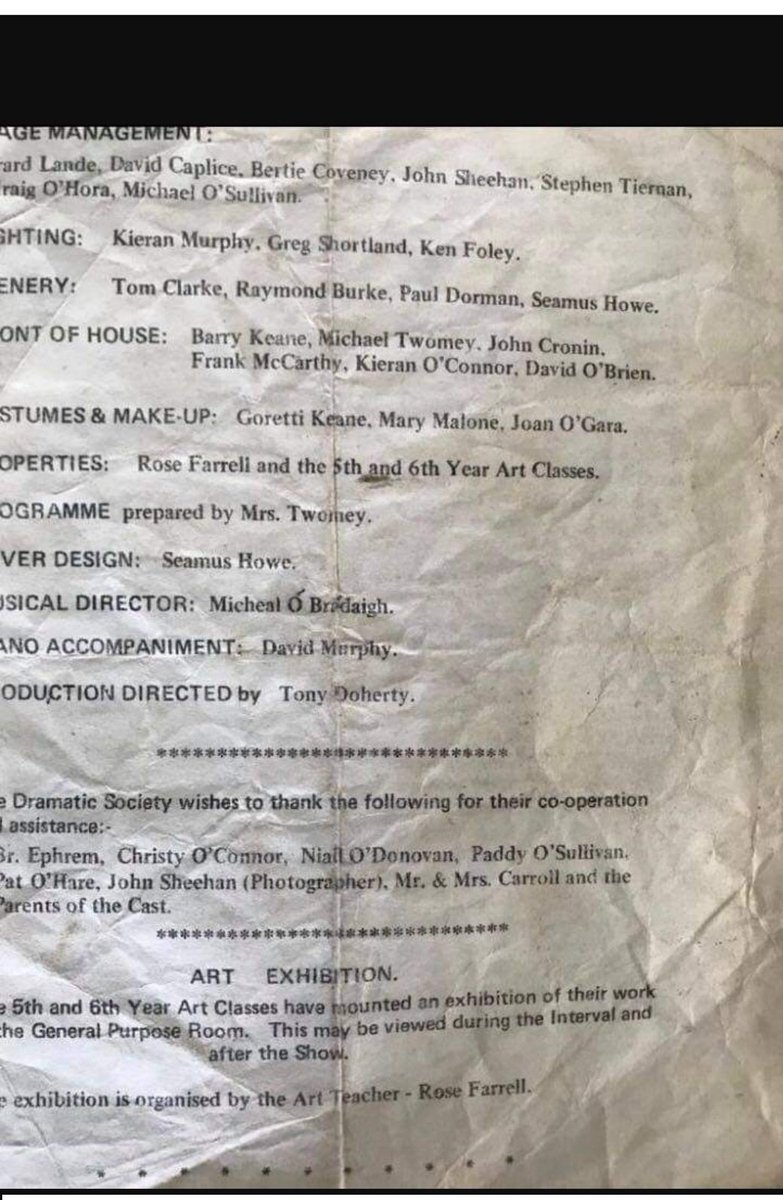 AGE MANAGEMENT:
ard Lande, David Caplice, Bertie Coveney, John Sheehan, Stephen Tiernan,
raig O'Hora, Michael O'Sullivan.
GHTING: Kieran Murphy, Greg Shortland, Ken Foley.
ENERY: Tom Clarke, Raymond Burke, Paul Dorman, Seamus Howe.
ONT OF HOUSE: Barry Keane, Michael Twomey, John Cronin,
Frank McCarthy, Kieran O'Connor, David O'Brien.
STUMES & MAKE-UP: Goretti Keane, Mary Malone, Joan O'Gara.
OPERTIES: Rose Farrell and the 5th and 6th Year Art Classes.
OGRAMME prepared by Mrs. Twomey.
VER DESIGN: Seamus Howe.
USICAL DIRECTOR: Micheal Ó Brádaigh.
ANO ACCOMPANIMENT: David Murphy.
ODUCTION DIRECTED by Tony Doherty.
******************************
e Dramatic Society wishes to thank the following for their co-operation
d assistance:-
Br. Ephrem, Christy O'Connor, Niall O'Donovan, Paddy O'Sullivan,
Pat O'Hare, John Sheehan (Photographer), Mr. & Mrs. Carroll and the
Parents of the Cast.
******************************
ART EXHIBITION.
e 5th and 6th Year Art Classes have mounted an exhibition of their work
the General Purpose Room. This may be viewed during the Interval and
after the Show.
e exhibition is organised by the Art Teacher - Rose Farrell.
* * * * * * * * * * *